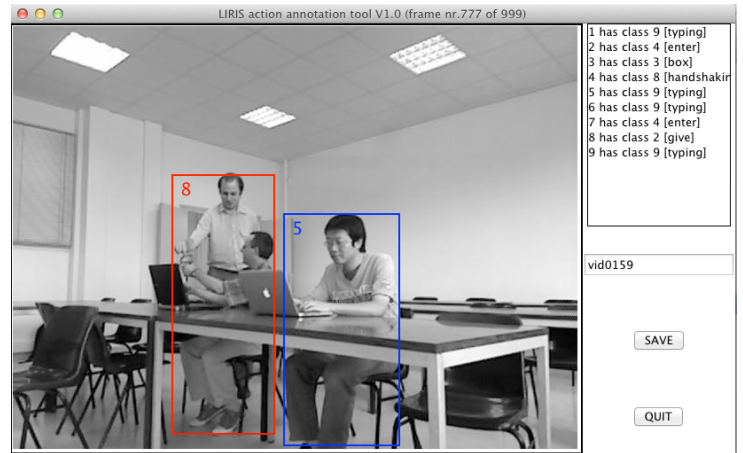 LIRIS action annotation tool V1.0 (frame nr.777 of 999)
1 has class 9 [typing]
2 has class 4 [enter]
3 has class 3 [box]
4 has class 8 [handshakin
5 has class 9 [typing]
6 has class 9 [typing]
7 has class 4 [enter]
8 has class 2 [give]
9 has class 9 [typing]
8
5
vid0159
SAVE
QUIT